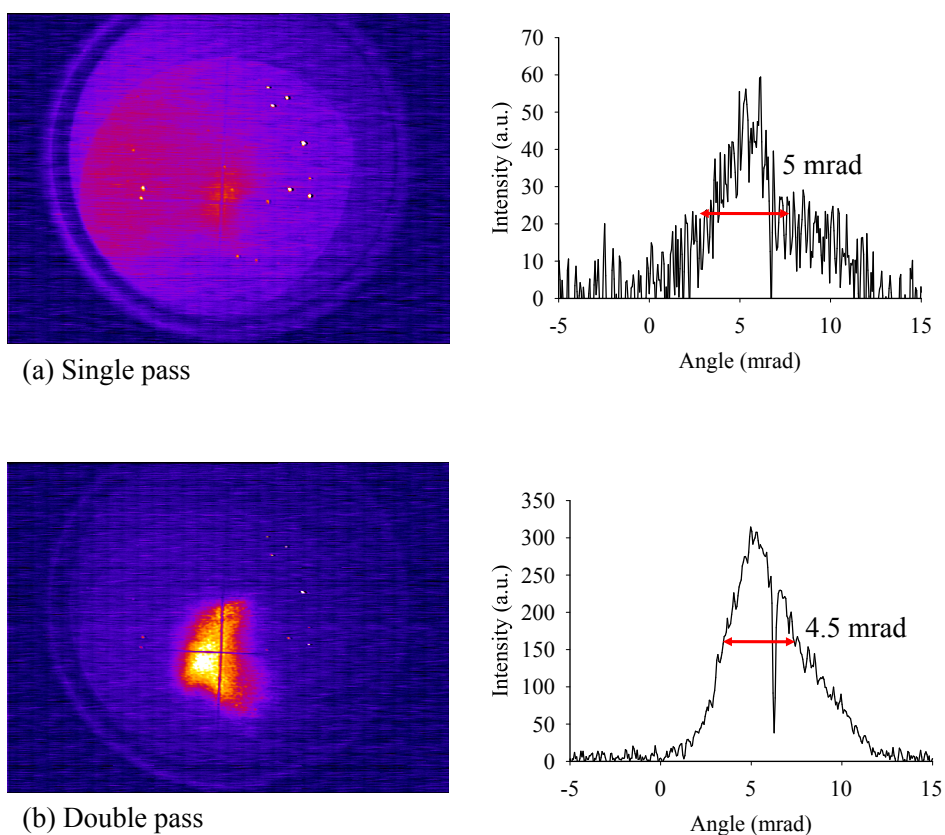 70
60
50
40
30
20
10
0
Intensity (a.u.)
5 mrad
-5 0 5 10 15
Angle (mrad)
(a) Single pass
350
300
250
200
150
100
50
0
Intensity (a.u.)
4.5 mrad
-5 0 5 10 15
Angle (mrad)
(b) Double pass